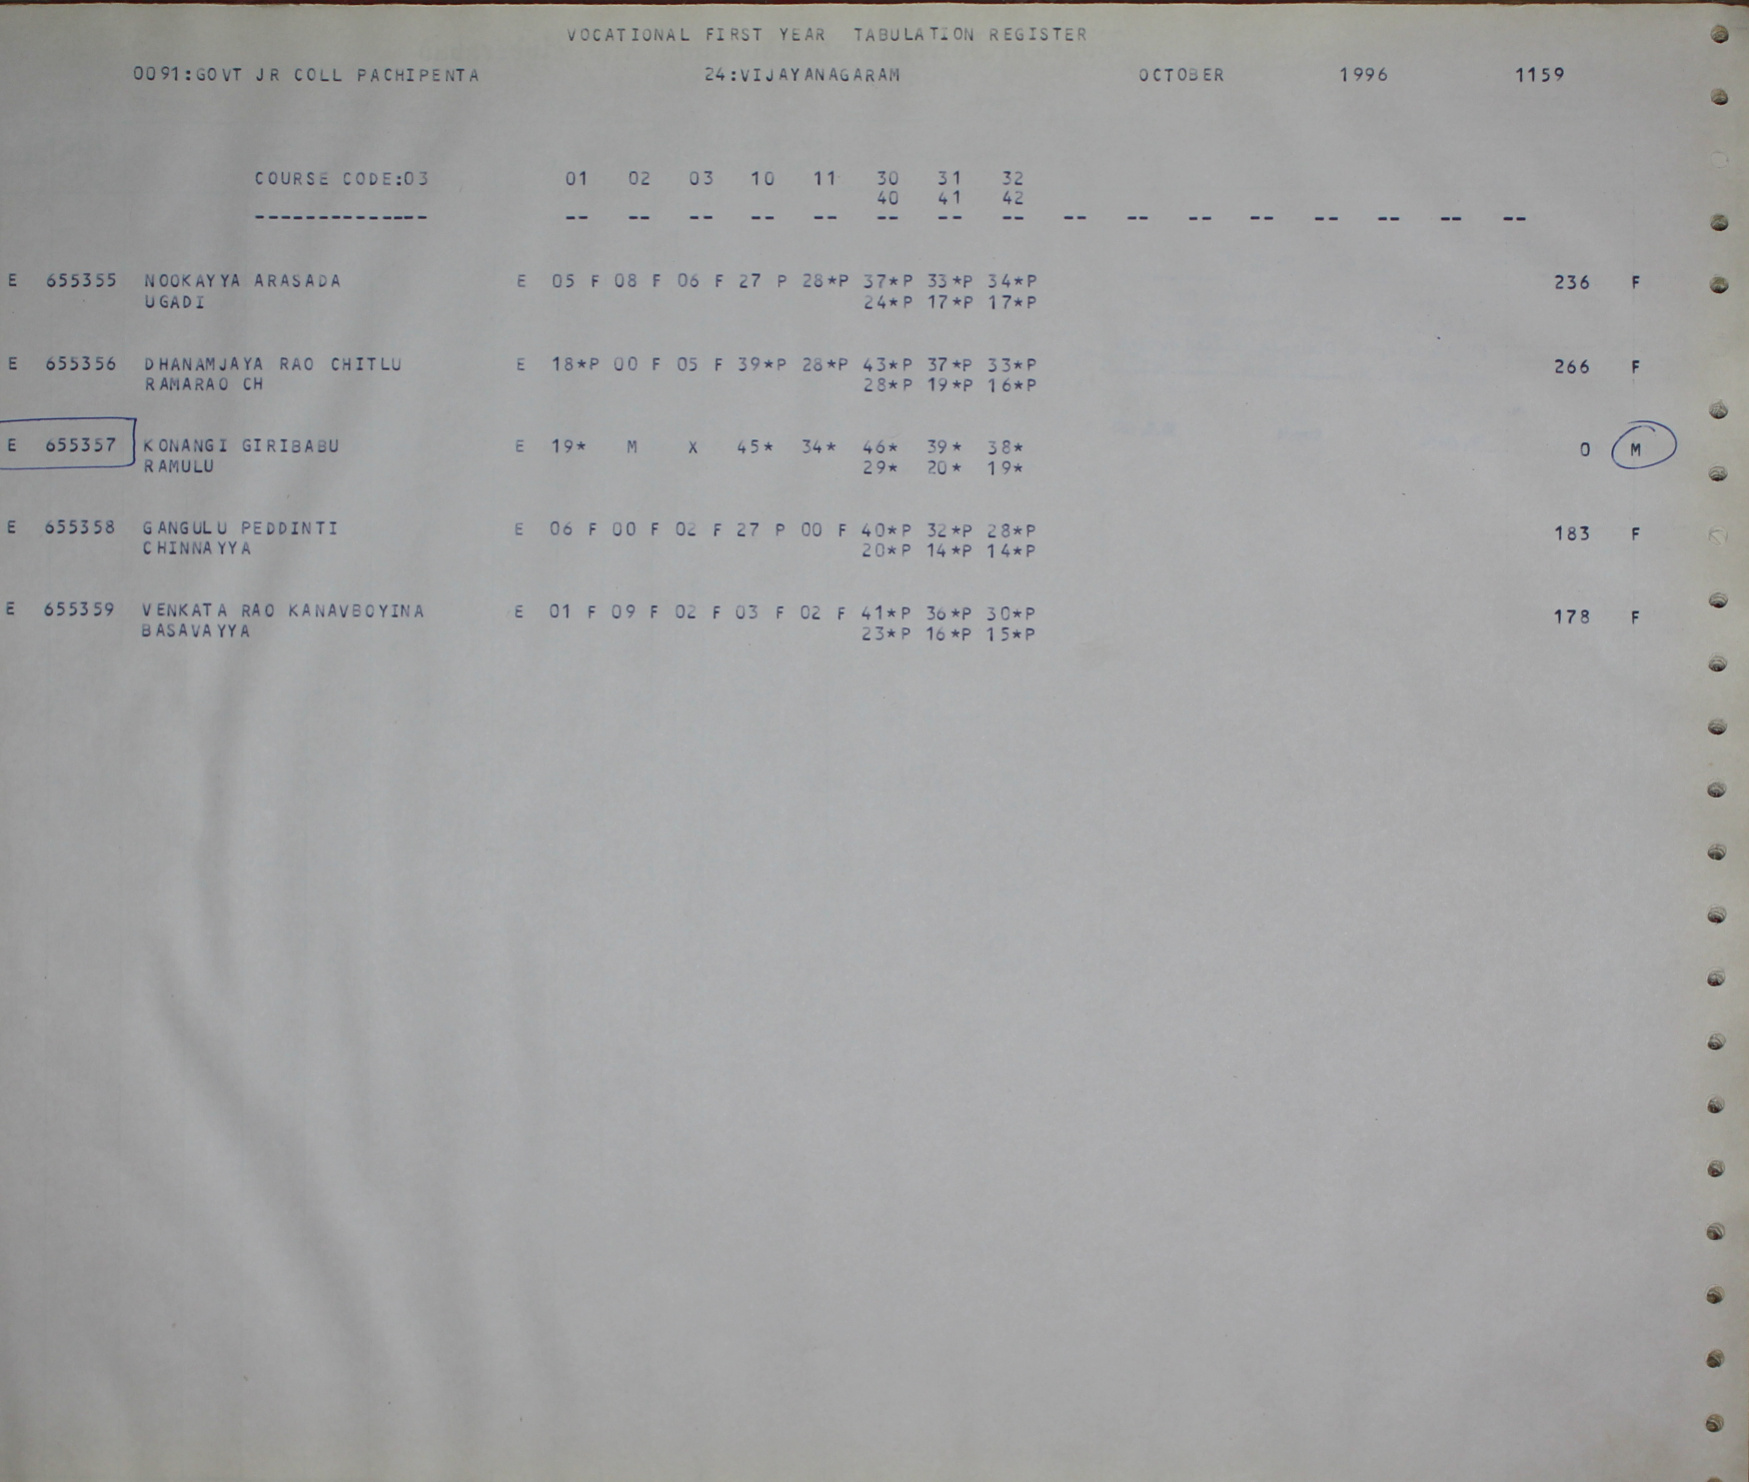 VOCATIONAL FIRST YEAR TABULATION REGISTER
0091:GOVT JR COLL PACHIPENTA 24:VIJAYANAGARAM OCTOBER 1996 1159
COURSE CODE:03 01 02 03 10 11 30 31 32
40 41 42
-------------- -- -- -- -- -- -- -- -- -- -- -- -- -- -- -- --
E 655355 NOOKAYYA ARASADA E 05 F 08 F 06 F 27 P 28*P 37*P 33*P 34*P 236 F
UGADI 24*P 17*P 17*P
E 655356 DHANAMJAYA RAO CHITLU E 18*P 00 F 05 F 39*P 28*P 43*P 37*P 33*P 266 F
RAMARAO CH 28*P 19*P 16*P
E 655357 KONANGI GIRIBABU E 19* M X 45* 34* 46* 39* 38* 0 M
RAMULU 29* 20* 19*
E 655358 GANGULU PEDDINTI E 06 F 00 F 02 F 27 P 00 F 40*P 32*P 28*P 183 F
CHINNAYYA 20*P 14*P 14*P
E 655359 VENKATA RAO KANAVBOYINA E 01 F 09 F 02 F 03 F 02 F 41*P 36*P 30*P 178 F
BASAVAYYA 23*P 16*P 15*P